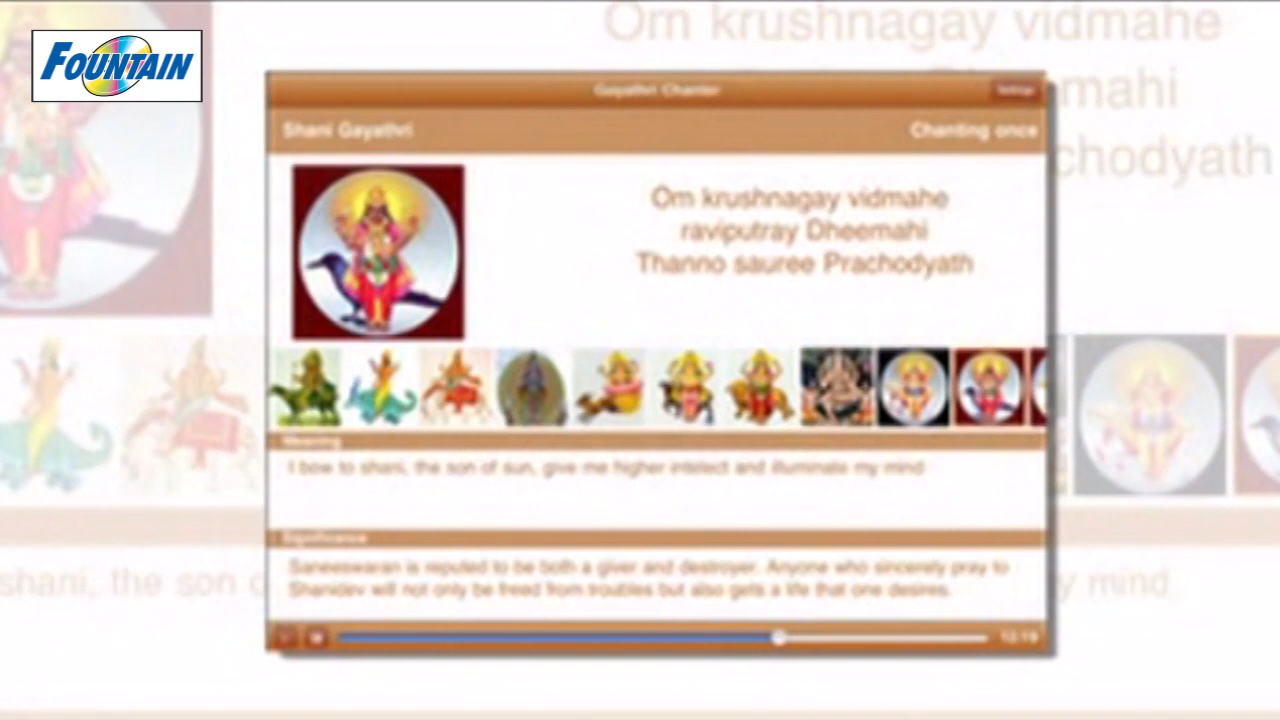 Om krushnagay vidmahe
mahi
chodyath
FOUNTAIN
Gayathri Chanter
Settings
Shani Gayathri
Chanting once
Om krushnagay vidmahe
raviputray Dheemahi
Thanno sauree Prachodyath
Meaning
I bow to shani, the son of sun, give me higher intelect and illuminate my mind
Significance
Saneeswaran is reputed to be both a giver and destroyer. Anyone who sincerely pray to
Shanidev will not only be freed from troubles but also gets a life that one desires.
shani, the son o
y mind